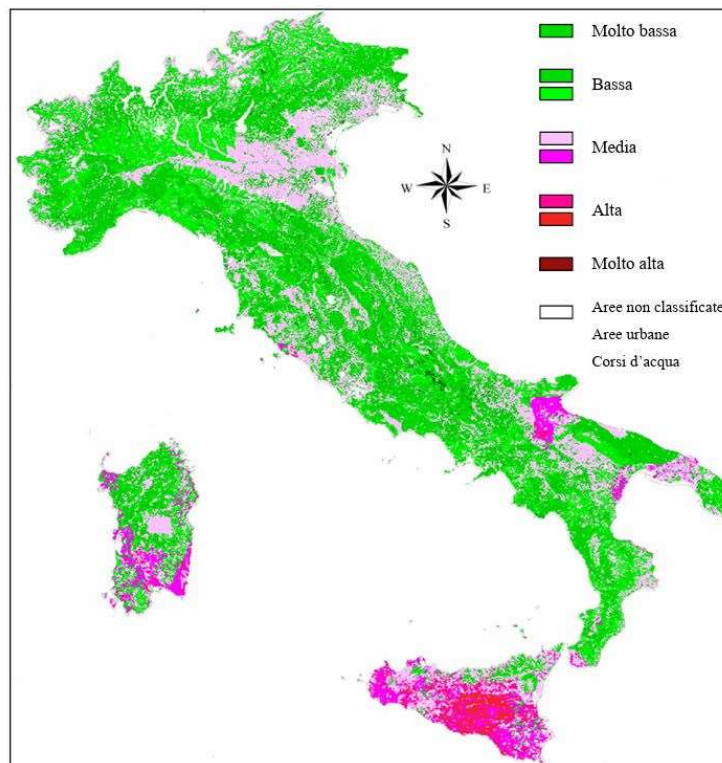 Molto bassa
Bassa
Media
N
W E
S
Alta
Molto alta
Aree non classificate
Aree urbane
Corsi d’acqua